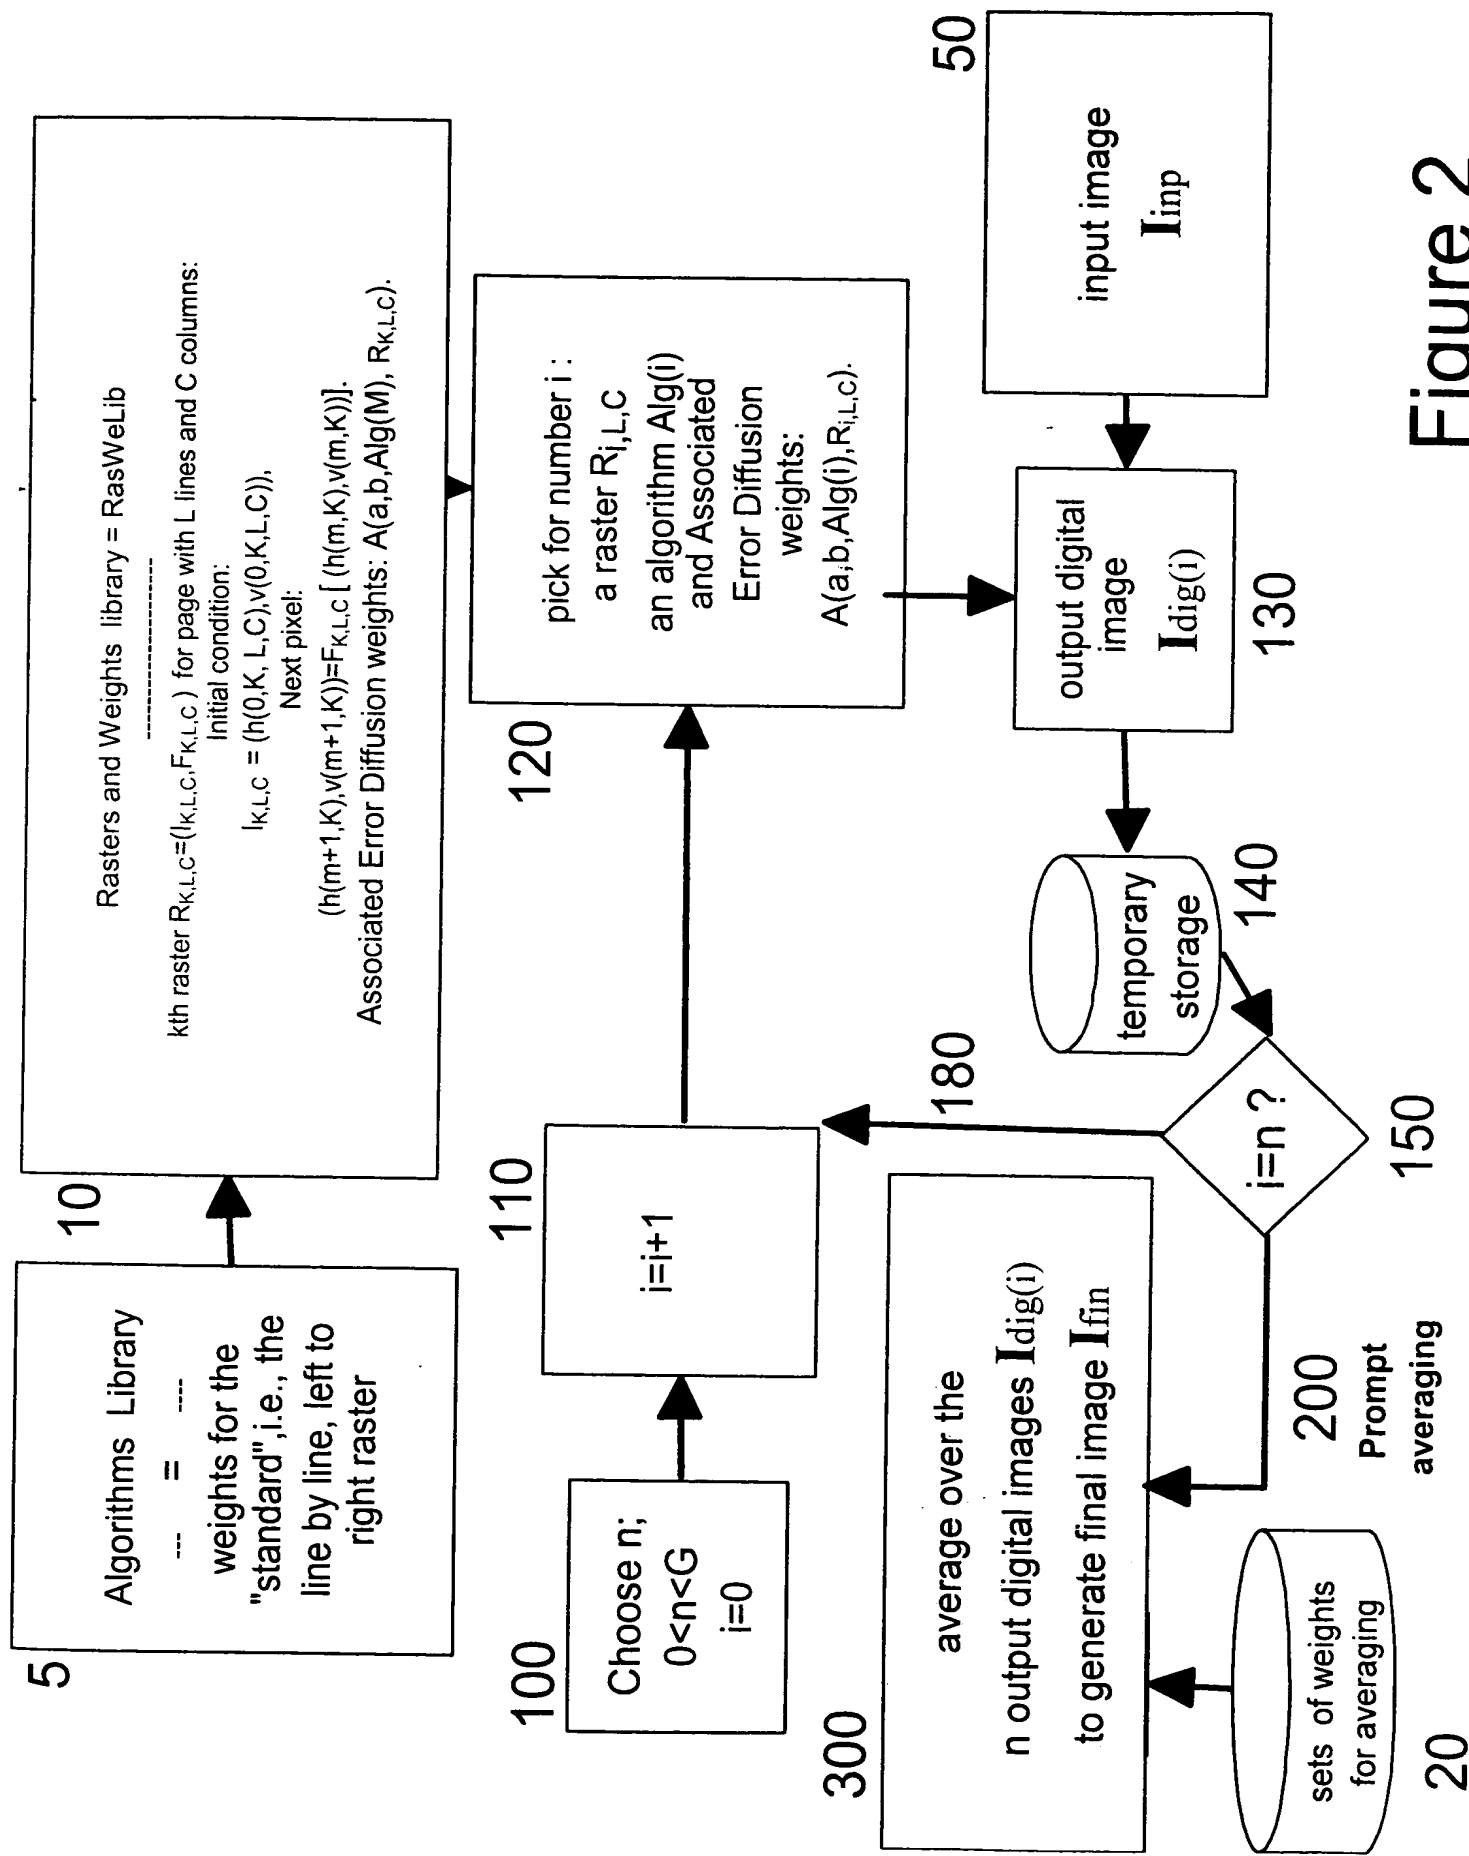 5
Algorithms Library
--- = ----
weights for the
"standard",i.e., the
line by line, left to
right raster
10
Rasters and Weights library = RasWeLib
--------------------
kth raster RK,L,C=(IK,L,C,FK,L,C ) for page with L lines and C columns:
Initial condition:
IK,L,C = (h(0,K, L,C),v(0,K,L,C)),
Next pixel:
(h(m+1,K),v(m+1,K))=FK,L,C [ (h(m,K),v(m,K))].
Associated Error Diffusion weights: A(a,b,Alg(M), RK,L,C).
100
Choose n;
0<n<G
i=0
110
i=i+1
120
pick for number i :
a raster Ri,L,C
an algorithm Alg(i)
and Associated
Error Diffusion
weights:
A(a,b,Alg(i),Ri,L,C).
50
input image
Iinp
output digital
image
Idig(i)
130
temporary
storage
140
i=n ?
150
180
200
Prompt
averaging
300
average over the
n output digital images Idig(i)
to generate final image Ifin
sets of weights
for averaging
20
Figure 2